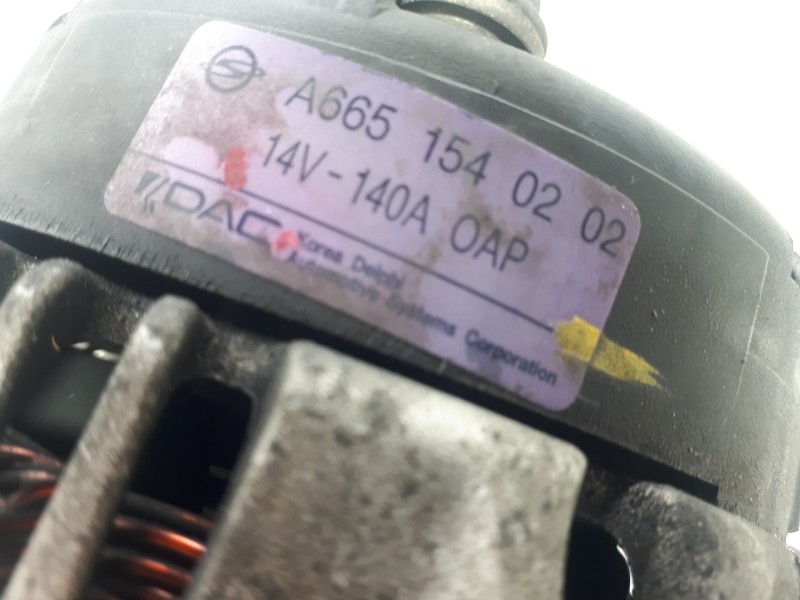 A665 154 02 02
14V-140A OAP
DAC
Korea Delphi
Automotive Systems Corporation